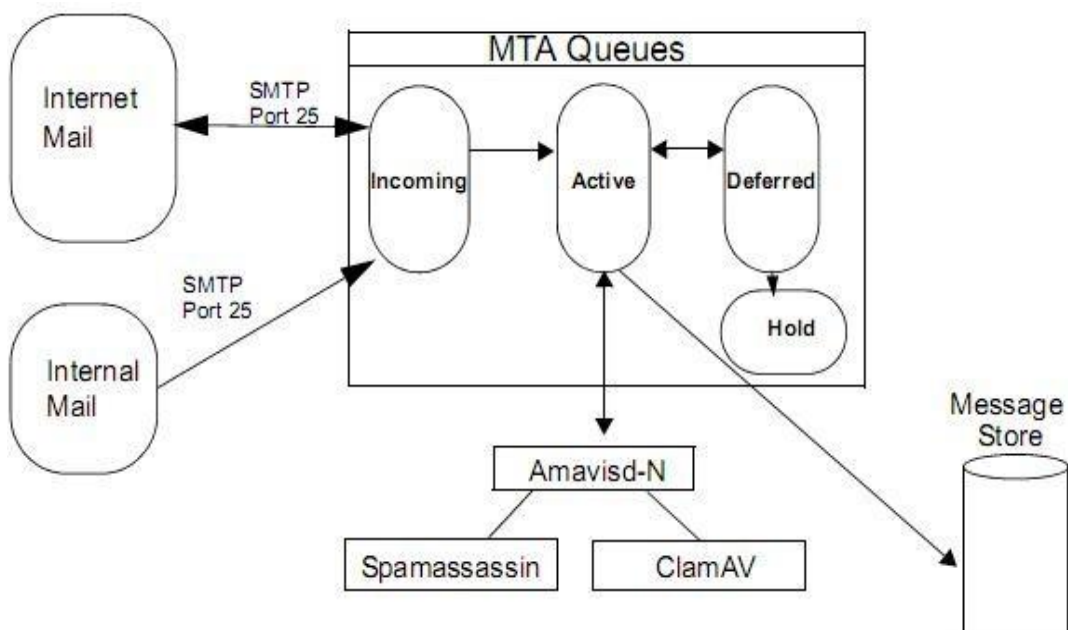 MTA Queues
Internet
Mail
SMTP
Port 25
Incoming
Active
Deferred
Hold
SMTP
Port 25
Internal
Mail
Amavisd-N
Spamassassin
ClamAV
Message
Store